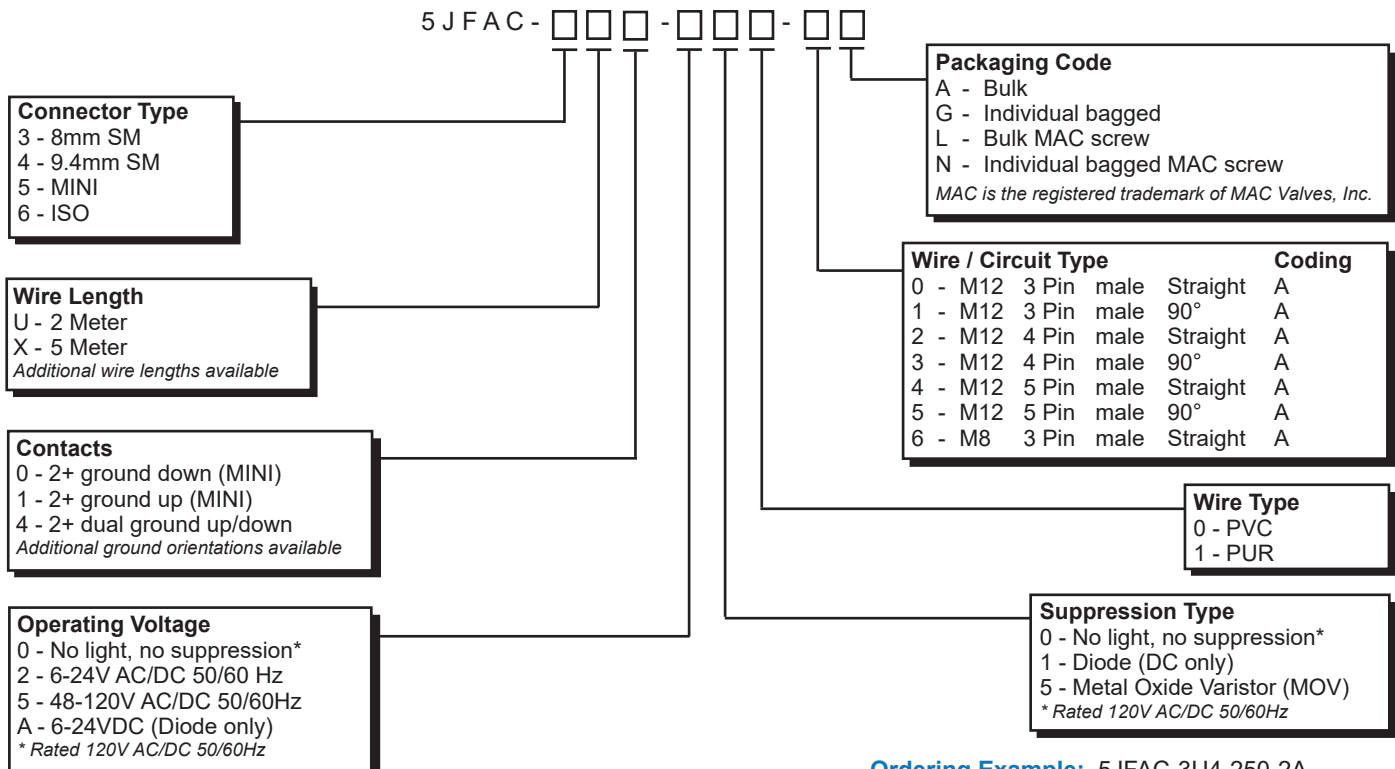 5 J F A C - □ □ □ - □ □ □ - □ □
Connector Type
3 - 8mm SM
4 - 9.4mm SM
5 - MINI
6 - ISO
Wire Length
U - 2 Meter
X - 5 Meter
Additional wire lengths available
Contacts
0 - 2+ ground down (MINI)
1 - 2+ ground up (MINI)
4 - 2+ dual ground up/down
Additional ground orientations available
Operating Voltage
0 - No light, no suppression*
2 - 6-24V AC/DC 50/60 Hz
5 - 48-120V AC/DC 50/60Hz
A - 6-24VDC (Diode only)
* Rated 120V AC/DC 50/60Hz
Packaging Code
A - Bulk
G - Individual bagged
L - Bulk MAC screw
N - Individual bagged MAC screw
MAC is the registered trademark of MAC Valves, Inc.
Wire / Circuit Type Coding
0 - M12 3 Pin male Straight A
1 - M12 3 Pin male 90° A
2 - M12 4 Pin male Straight A
3 - M12 4 Pin male 90° A
4 - M12 5 Pin male Straight A
5 - M12 5 Pin male 90° A
6 - M8 3 Pin male Straight A
Wire Type
0 - PVC
1 - PUR
Suppression Type
0 - No light, no suppression*
1 - Diode (DC only)
5 - Metal Oxide Varistor (MOV)
* Rated 120V AC/DC 50/60Hz
Ordering Example: 5JFAC-3U4-250-2A